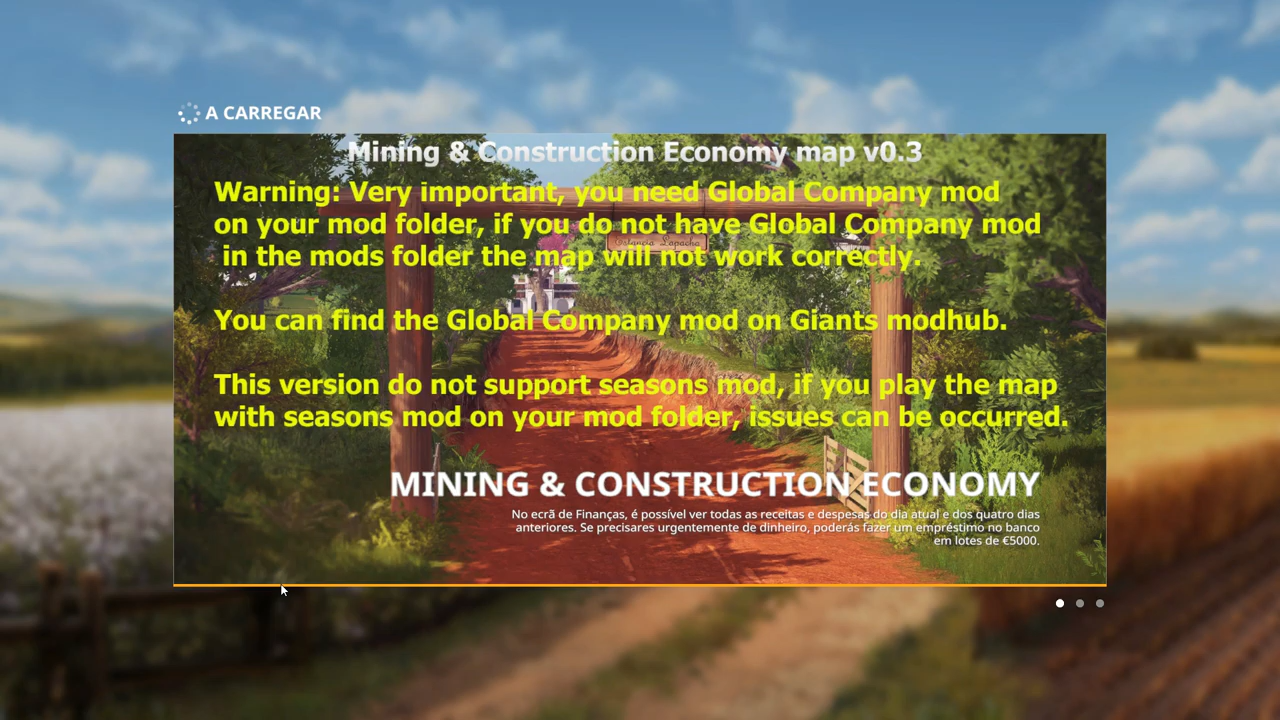 A CARREGAR
Mining & Construction Economy map v0.3
Warning: Very important, you need Global Company mod
on your mod folder, if you do not have Global Company mod
in the mods folder the map will not work correctly.
Estancia Lapacho
You can find the Global Company mod on Giants modhub.
This version do not support seasons mod, if you play the map
with seasons mod on your mod folder, issues can be occurred.
MINING & CONSTRUCTION ECONOMY
No ecrã de Finanças, é possível ver todas as receitas e despesas do dia atual e dos quatro dias
anteriores. Se precisares urgentemente de dinheiro, poderás fazer um empréstimo no banco
em lotes de €5000.